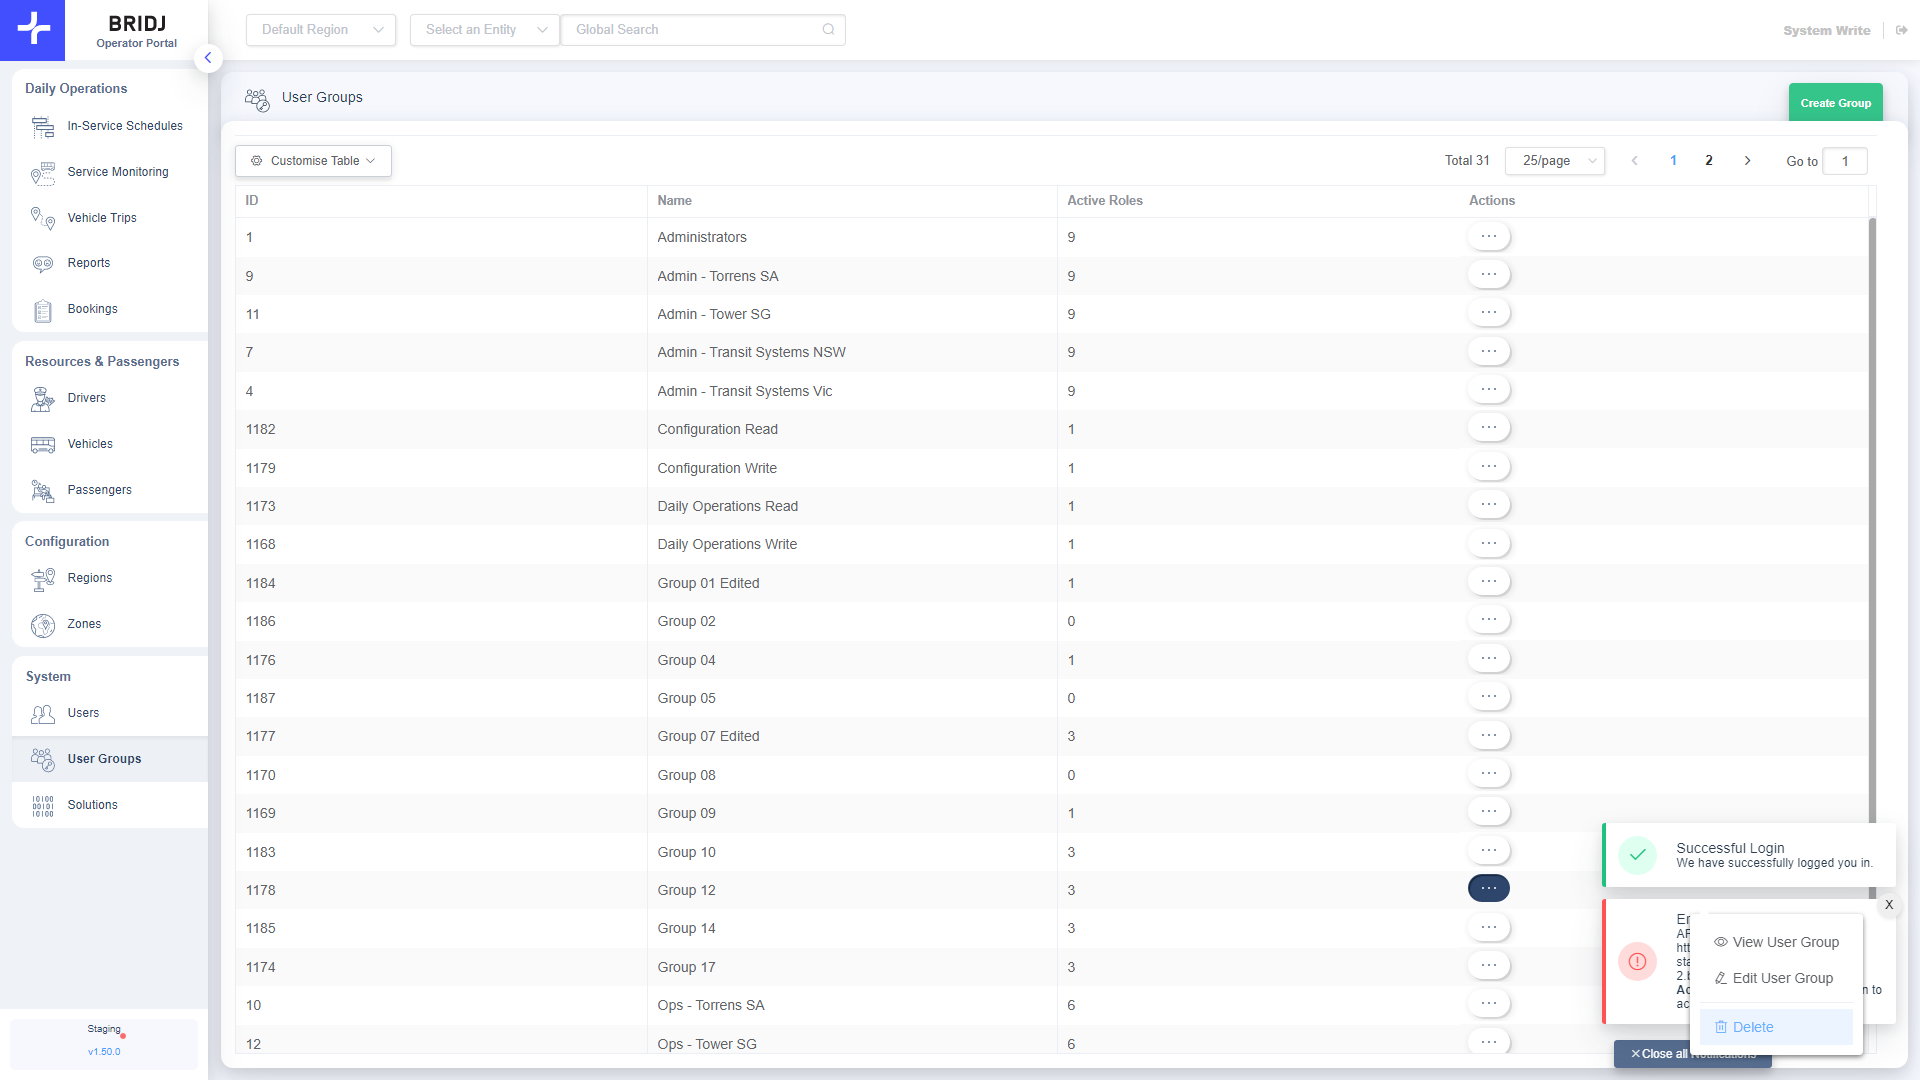 BRIDJ
Operator Portal
Default Region
Select an Entity
Global Search
System Write
Daily Operations
In-Service Schedules
Service Monitoring
Vehicle Trips
Reports
Bookings
Resources & Passengers
Drivers
Vehicles
Passengers
Configuration
Regions
Zones
System
Users
User Groups
Solutions
Staging
v1.50.0
User Groups
Create Group
Customise Table
Total 31
25/page
1
2
Go to
1
ID Name Active Roles Actions
1 Administrators 9
9 Admin - Torrens SA 9
11 Admin - Tower SG 9
7 Admin - Transit Systems NSW 9
4 Admin - Transit Systems Vic 9
1182 Configuration Read 1
1179 Configuration Write 1
1173 Daily Operations Read 1
1168 Daily Operations Write 1
1184 Group 01 Edited 1
1186 Group 02 0
1176 Group 04 1
1187 Group 05 0
1177 Group 07 Edited 3
1170 Group 08 0
1169 Group 09 1
1183 Group 10 3
1178 Group 12 3
1185 Group 14 3
1174 Group 17 3
10 Ops - Torrens SA 6
12 Ops - Tower SG 6
Successful Login
We have successfully logged you in.
X
View User Group
Edit User Group
Delete
Close all Notifications